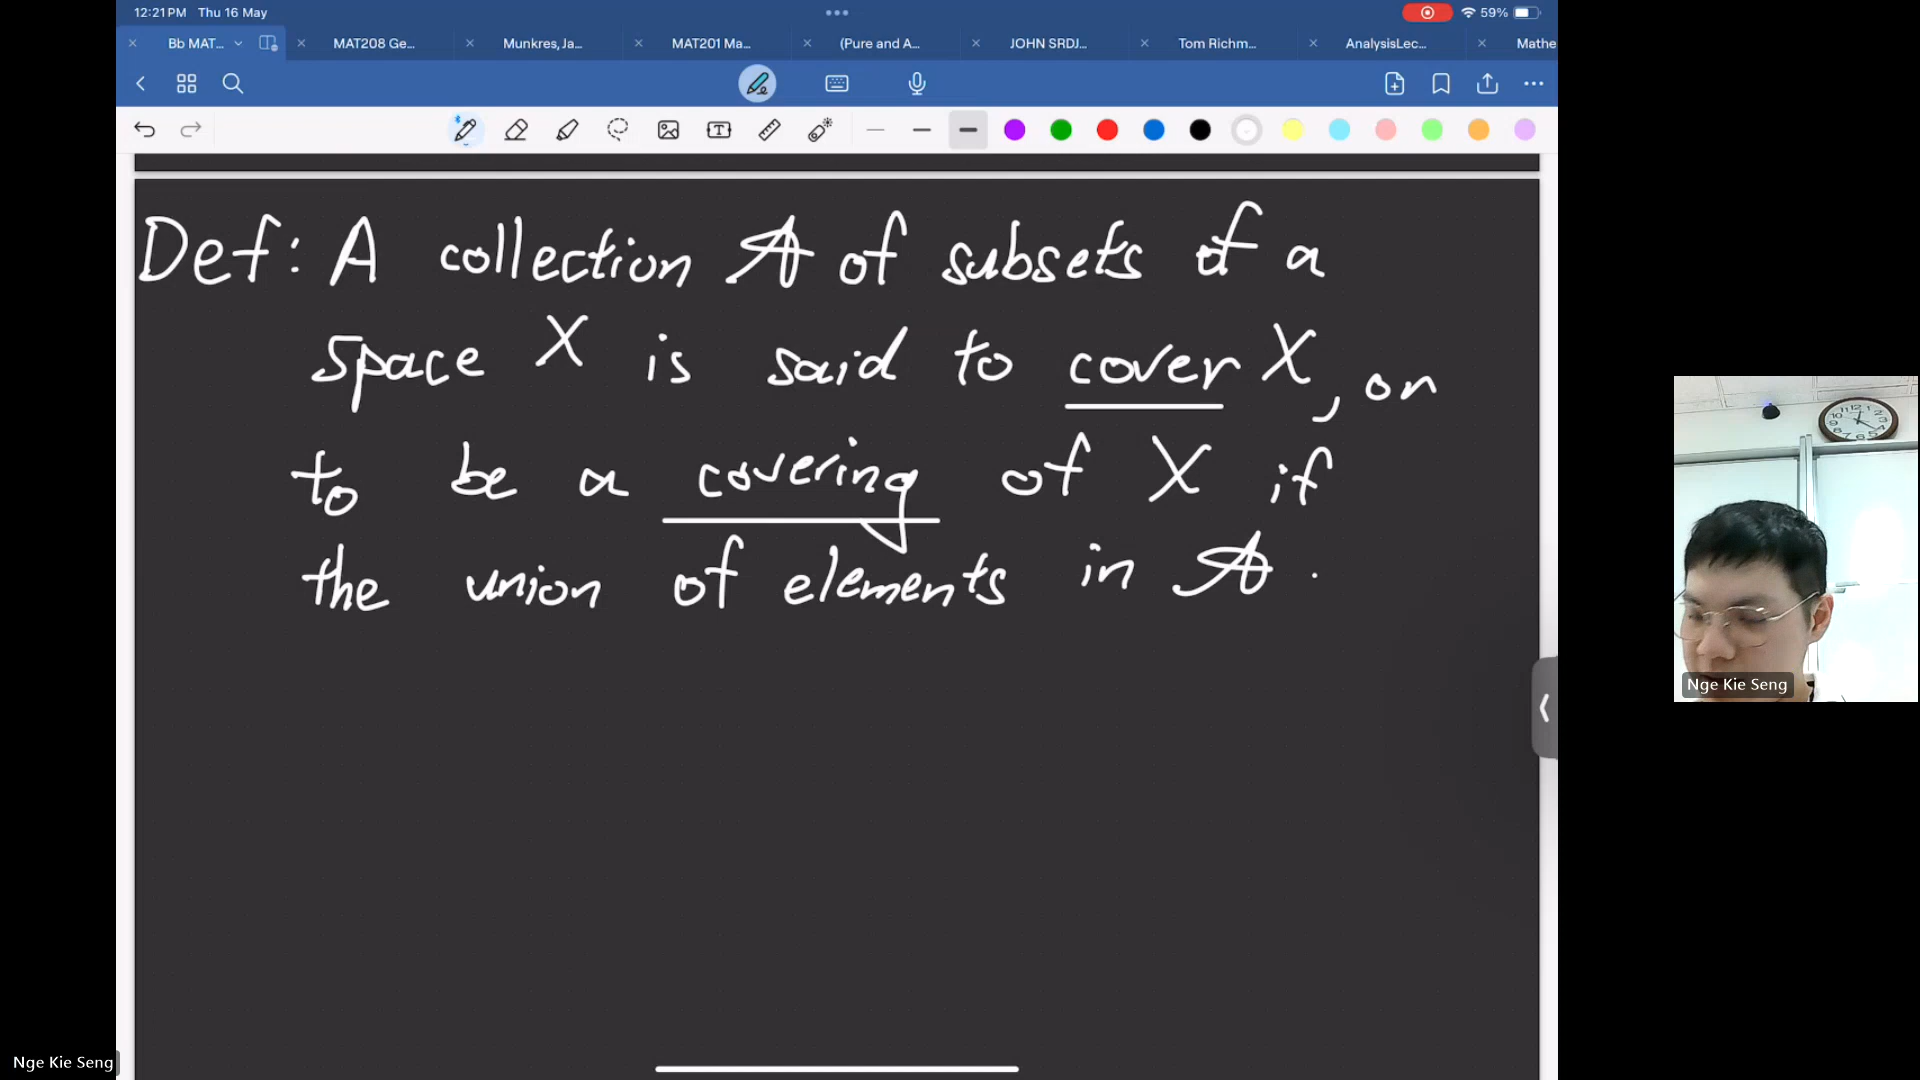 12:21 PM Thu 16 May
59%
Bb MAT...
MAT208 Ge...
Munkres, Ja...
MAT201 Ma...
(Pure and A...
JOHN SRDJ...
Tom Richm...
AnalysisLec...
Mathe
Def: A collection 𝒜 of subsets of a
space X is said to cover X, or
to be a covering of X if
the union of elements in 𝒜 .
Nge Kie Seng
Nge Kie Seng